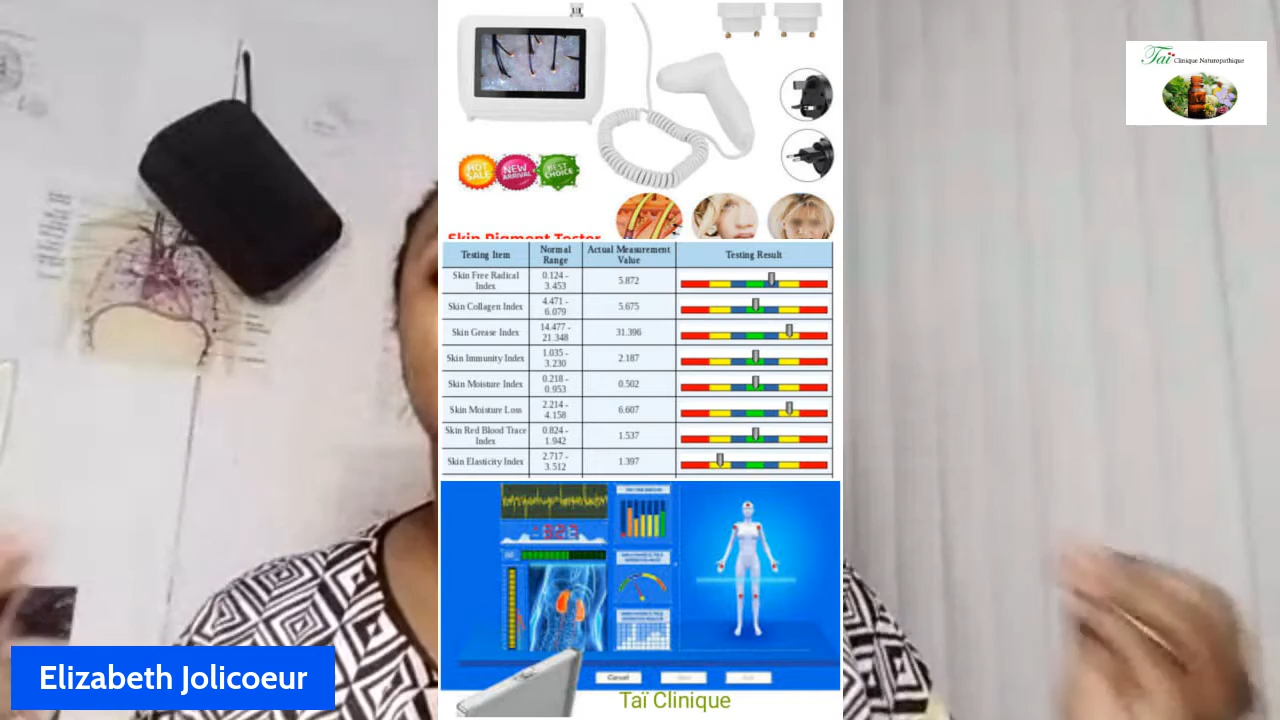 Taï Clinique Naturopathique
HOT SALE
NEW ARRIVAL
BEST CHOICE
Skin Pigment Tester
Testing Item Normal Range Actual Measurement Value Testing Result
Skin Free Radical Index 0.124 - 3.453 5.872
Skin Collagen Index 4.471 - 6.079 5.675
Skin Grease Index 14.477 - 21.348 31.396
Skin Immunity Index 1.035 - 3.230 2.187
Skin Moisture Index 0.218 - 0.953 0.502
Skin Moisture Loss 2.214 - 4.158 6.607
Skin Red Blood Trace Index 0.824 - 1.942 1.537
Skin Elasticity Index 2.717 - 3.512 1.397
Cancel
Taï Clinique
Elizabeth Jolicoeur